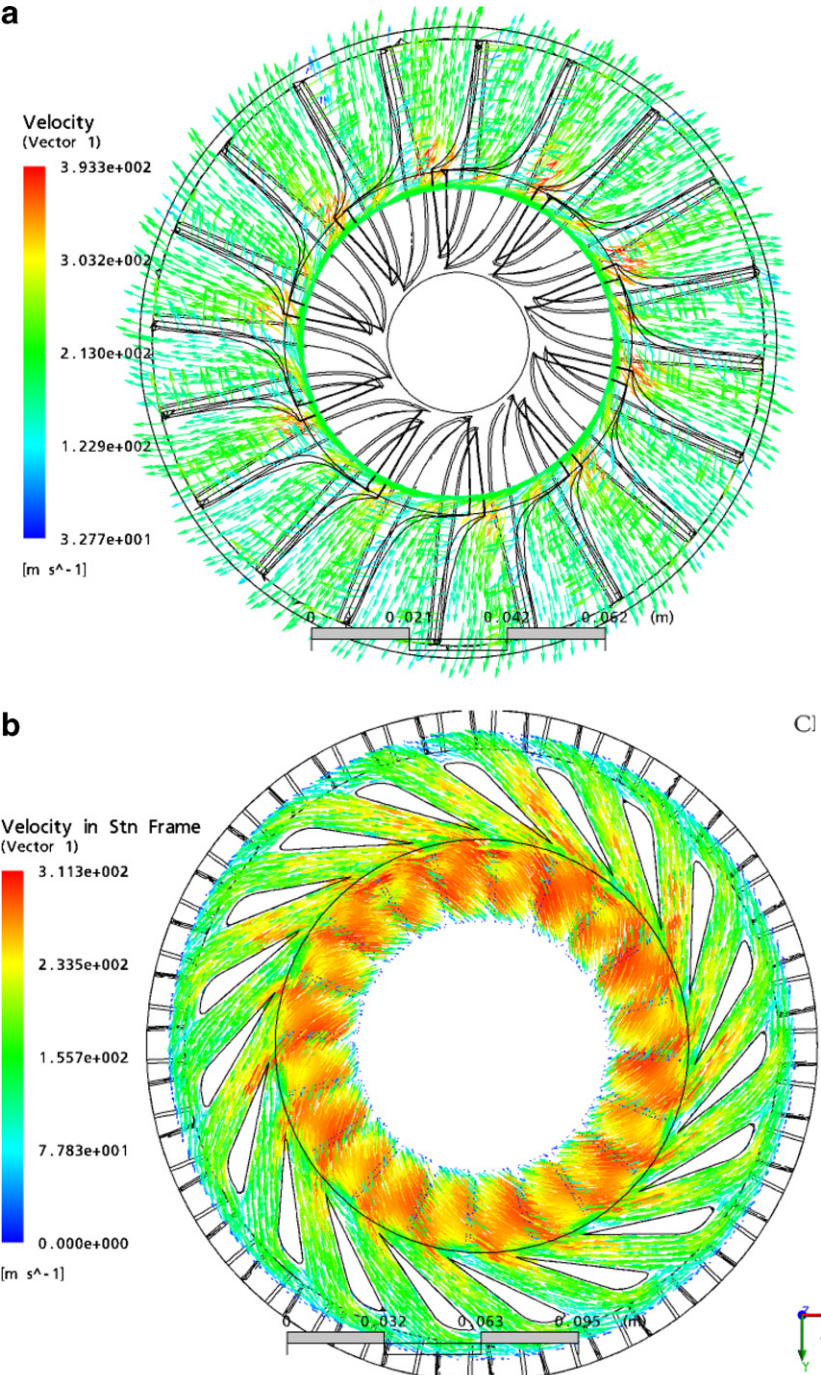 a
Velocity
(Vector 1)
3.933e+002
3.032e+002
2.130e+002
1.229e+002
3.277e+001
[m s^-1]
0 0.021 0.042 0.062 (m)
b
Velocity in Stn Frame
(Vector 1)
3.113e+002
2.335e+002
1.557e+002
7.783e+001
0.000e+000
[m s^-1]
0 0.032 0.063 0.095 (m)
Z
Y